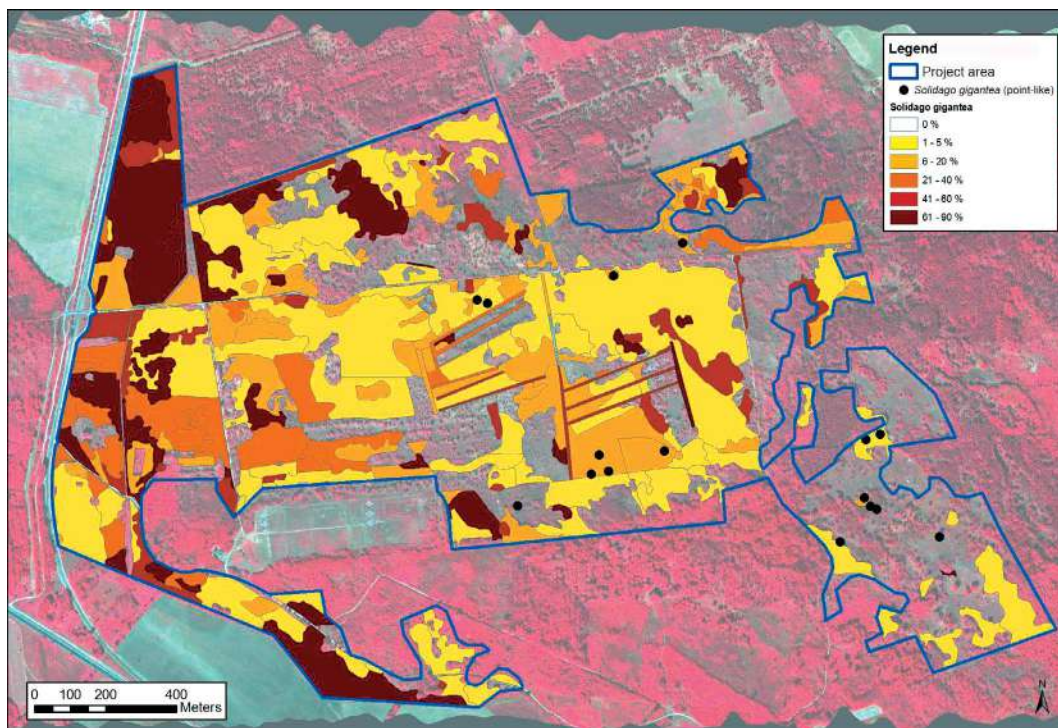 Legend
Project area
Solidago gigantea (point-like)
Solidago gigantea
0 %
1 - 5 %
6 - 20 %
21 - 40 %
41 - 60 %
61 - 90 %
0 100 200 400
Meters
N